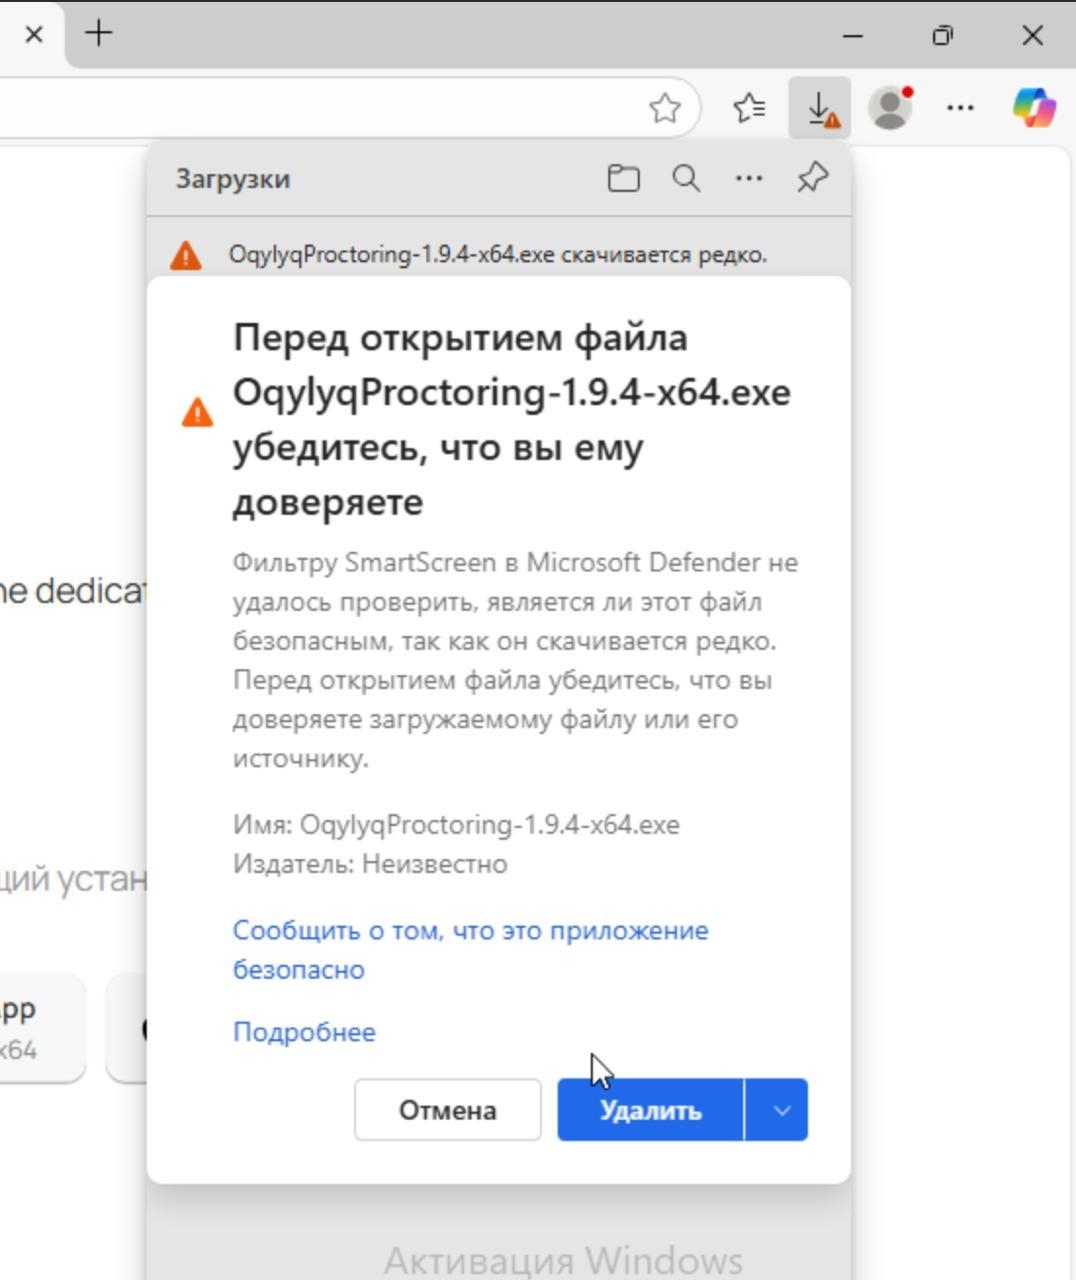 Загрузки
OqylyqProctoring-1.9.4-x64.exe скачивается редко.
Перед открытием файла
OqylyqProctoring-1.9.4-x64.exe
убедитесь, что вы ему
доверяете
Фильтру SmartScreen в Microsoft Defender не
удалось проверить, является ли этот файл
безопасным, так как он скачивается редко.
Перед открытием файла убедитесь, что вы
доверяете загружаемому файлу или его
источнику.
Имя: OqylyqProctoring-1.9.4-x64.exe
Издатель: Неизвестно
Сообщить о том, что это приложение
безопасно
Подробнее
Отмена
Удалить
ne dedicat
щий устан
pp
x64
Активация Windows